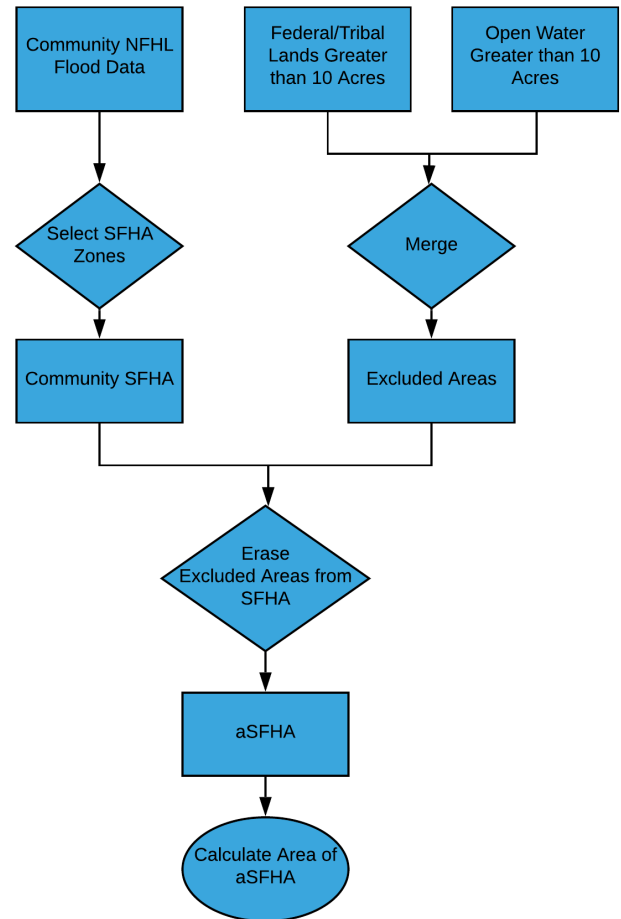 Community NFHL
Flood Data
Federal/Tribal
Lands Greater
than 10 Acres
Open Water
Greater than 10
Acres
Select SFHA
Zones
Merge
Community SFHA
Excluded Areas
Erase
Excluded Areas from
SFHA
aSFHA
Calculate Area of
aSFHA